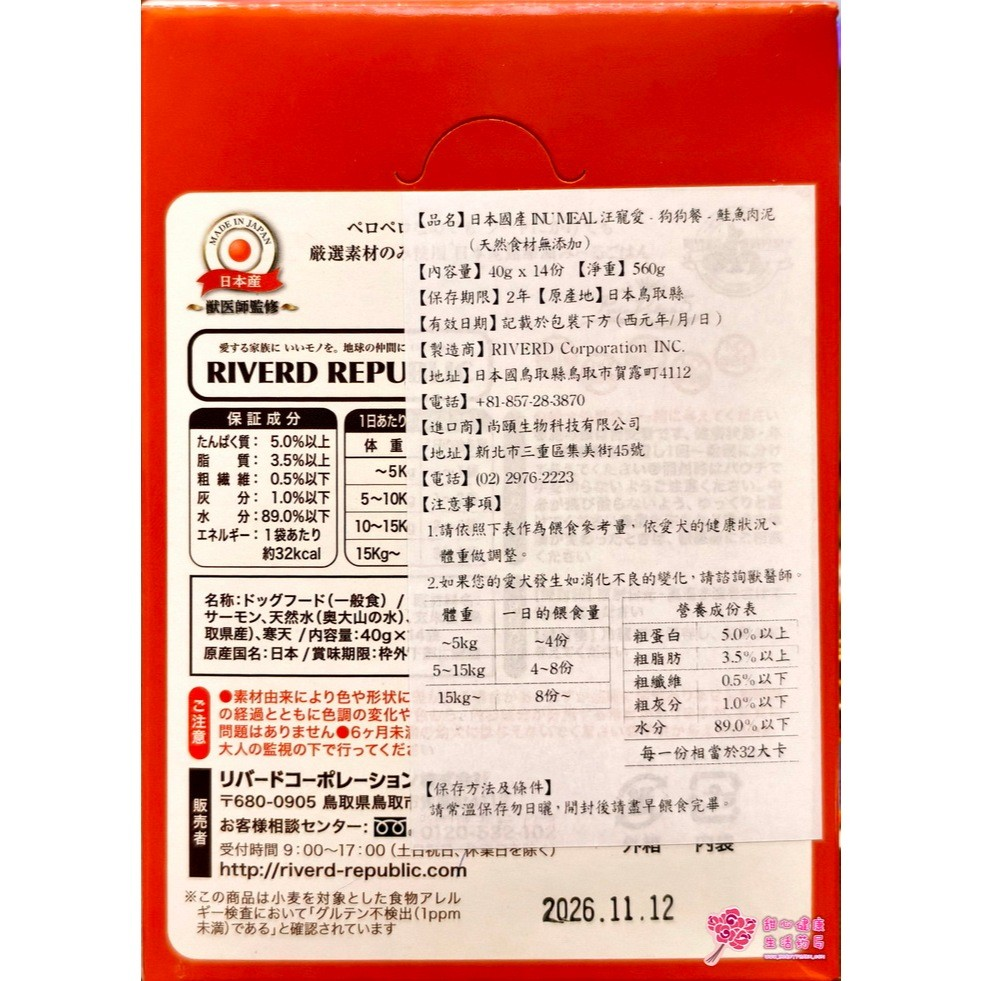 MADE IN JAPAN
日本産
獣医師監修
ペロペロ
厳選素材のみ
愛する家族に いいモノを。地球の仲間に
RIVERD REPU
保証成分
たんぱく質： 5.0%以上
脂 質： 3.5%以上
粗繊維： 0.5%以下
灰 分： 1.0%以下
水 分：89.0%以下
エネルギー：1袋あたり
約32kcal
1日あたり
体重
～5K
5～10K
10～15K
15Kg～
名称：ドッグフード（一般食）/
サーモン、天然水（奥大山の水）、
取県産）、寒天 / 内容量：40g×
原産国名：日本 / 賞味期限：枠外
ご注意
●素材由来により色や形状に
の経過とともに色調の変化や
問題はありません●6ヶ月未満
大人の監視の下で行ってくださ
販売者
リバードコーポレーション
〒680-0905 鳥取県鳥取市
お客様相談センター： 0120-532-102
受付時間 9：00～17：00（土日祝日、休業日を除く）
http://riverd-republic.com
※この商品は小麦を対象とした食物アレル
ギー検査において「グルテン不検出（1ppm
未満）である」と確認されています
【品名】日本國產 INU MEAL 汪寵愛 - 狗狗餐 - 鮭魚肉泥
（天然食材無添加）
【內容量】40g x 14份 【淨重】560g
【保存期限】2年【原產地】日本鳥取縣
【有效日期】記載於包裝下方（西元年/月/日）
【製造商】RIVERD Corporation INC.
【地址】日本國鳥取縣鳥取市賀露町4112
【電話】+81-857-28-3870
【進口商】尚頤生物科技有限公司
【地址】新北市三重區集美街45號
【電話】(02) 2976-2223
【注意事項】
1.請依照下表作為餵食參考量，依愛犬的健康狀況、
體重做調整。
2.如果您的愛犬發生如消化不良的變化，請諮詢獸醫師。
體重 一日的餵食量
~5kg ~4份
5~15kg 4~8份
15kg~ 8份~
營養成份表
粗蛋白 5.0%以上
粗脂肪 3.5%以上
粗纖維 0.5%以下
粗灰分 1.0%以下
水分 89.0%以下
每一份相當於32大卡
【保存方法及條件】
請常溫保存勿日曬，開封後請盡早餵食完畢。
外箱 内装
2026.11.12
甜心健康
生活藥局